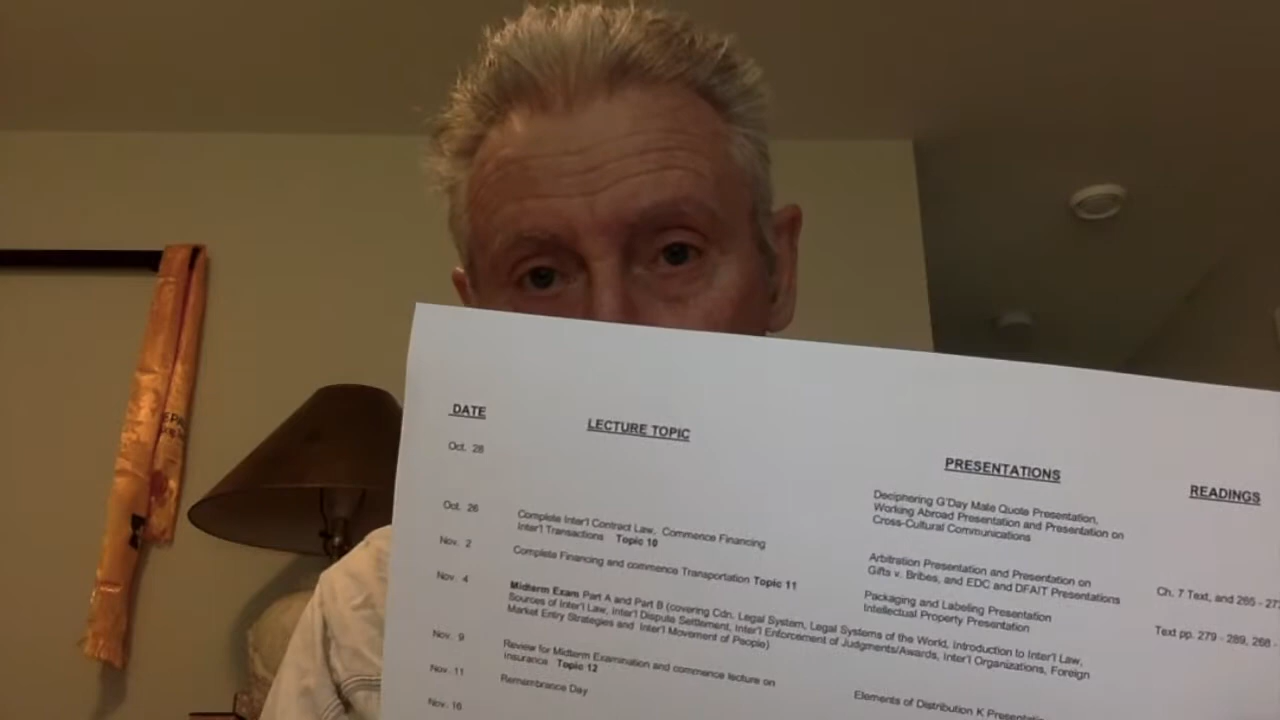 DATE LECTURE TOPIC PRESENTATIONS READINGS
Oct. 28
Deciphering G'Day Mate Quote Presentation,
Working Abroad Presentation and Presentation on
Cross-Cultural Communications
Oct. 26 Complete Inter'l Contract Law, Commence Financing
Inter'l Transactions Topic 10
Arbitration Presentation and Presentation on
Gifts v. Bribes, and EDC and DFAIT Presentations
Ch. 7 Text, and 265 - 27
Nov. 2 Complete Financing and commence Transportation Topic 11
Packaging and Labeling Presentation
Intellectual Property Presentation
Text pp. 279 - 289, 268 -
Nov. 4 Midterm Exam Part A and Part B (covering Cdn. Legal System, Legal Systems of the World, Introduction to Inter'l Law,
Sources of Inter'l Law, Inter'l Dispute Settlement, Inter'l Enforcement of Judgments/Awards, Inter'l Organizations, Foreign
Market Entry Strategies and Inter'l Movement of People)
Nov. 9 Review for Midterm Examination and commence lecture on
Insurance Topic 12
Elements of Distribution K
Nov. 11 Remembrance Day
Nov. 16